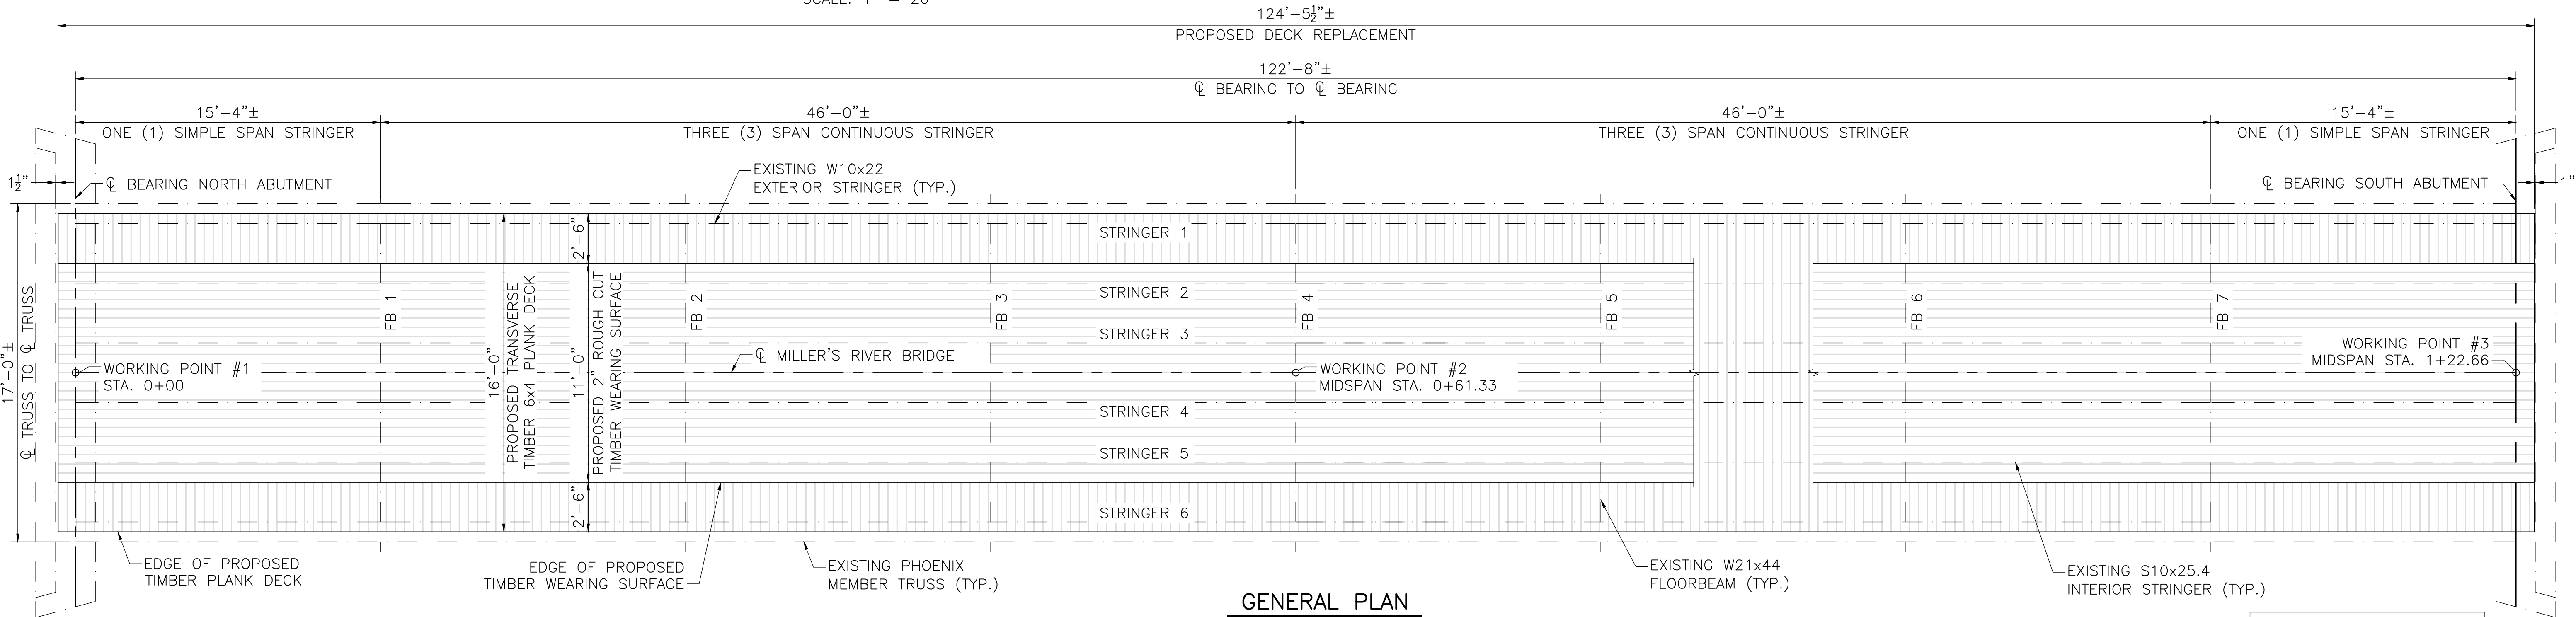 SCALE: 1" = 20'
124'-5½"±
PROPOSED DECK REPLACEMENT
122'-8"±
℄ BEARING TO ℄ BEARING
15'-4"±
ONE (1) SIMPLE SPAN STRINGER
46'-0"±
THREE (3) SPAN CONTINUOUS STRINGER
46'-0"±
THREE (3) SPAN CONTINUOUS STRINGER
15'-4"±
ONE (1) SIMPLE SPAN STRINGER
1½"
℄ BEARING NORTH ABUTMENT
EXISTING W10x22
EXTERIOR STRINGER (TYP.)
℄ BEARING SOUTH ABUTMENT
1"
17'-0"±
℄ TRUSS TO ℄ TRUSS
STRINGER 1
STRINGER 2
STRINGER 3
STRINGER 4
STRINGER 5
STRINGER 6
FB 1
FB 2
FB 3
FB 4
FB 5
FB 6
FB 7
16'-0"
PROPOSED TRANSVERSE
TIMBER 6x4 PLANK DECK
2'-6"
11'-0"
PROPOSED 2" ROUGH CUT
TIMBER WEARING SURFACE
2'-6"
WORKING POINT #1
STA. 0+00
℄ MILLER'S RIVER BRIDGE
WORKING POINT #2
MIDSPAN STA. 0+61.33
WORKING POINT #3
MIDSPAN STA. 1+22.66
EDGE OF PROPOSED
TIMBER PLANK DECK
EDGE OF PROPOSED
TIMBER WEARING SURFACE
EXISTING PHOENIX
MEMBER TRUSS (TYP.)
EXISTING W21x44
FLOORBEAM (TYP.)
EXISTING S10x25.4
INTERIOR STRINGER (TYP.)
GENERAL PLAN